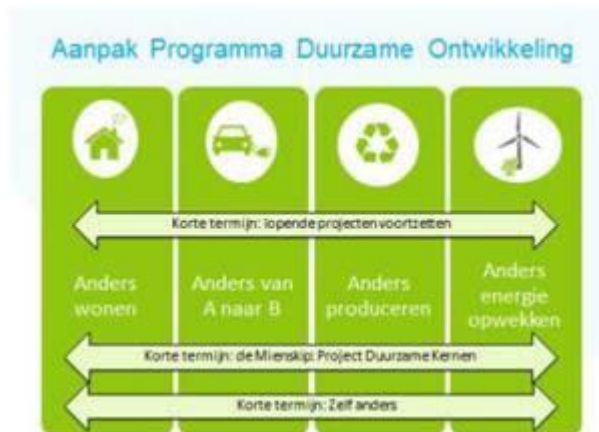 Aanpak Programma Duurzame Ontwikkeling
Korte termijn: lopende projecten voortzetten
Anders
wonen
Anders van
A naar B
Anders
produceren
Anders
energie
opwekken
Korte termijn: de Mienskip: Project Duurzame Kernen
Korte termijn: Zelf anders